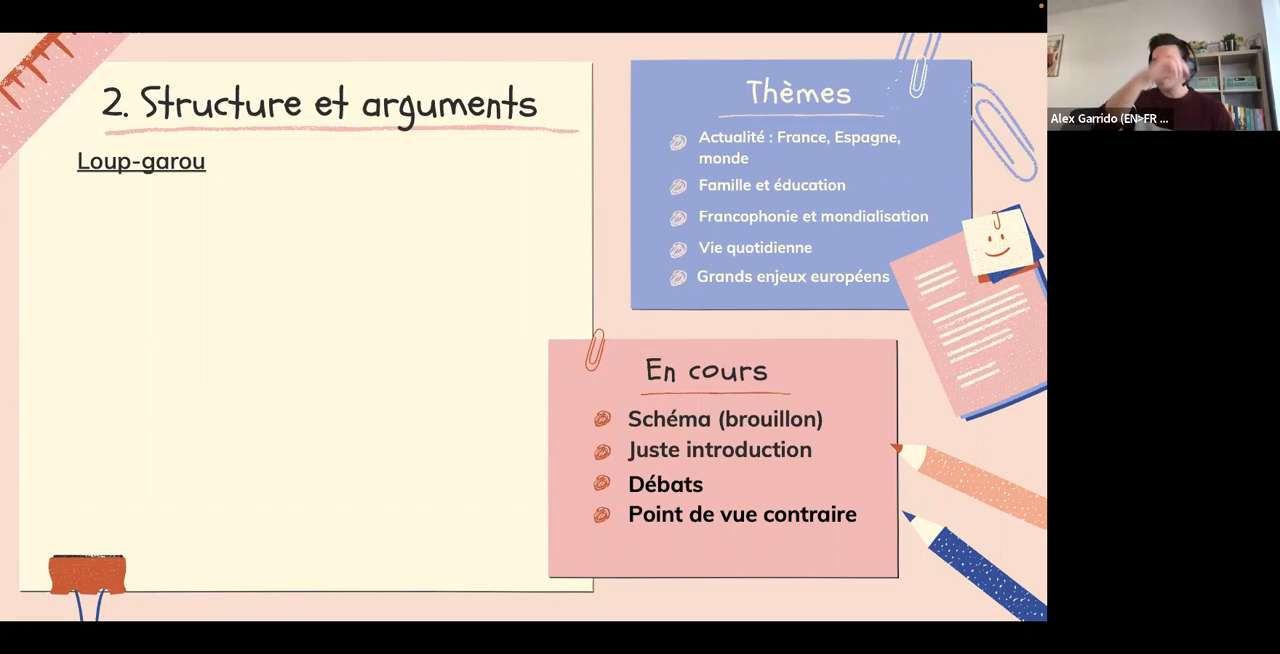 2. Structure et arguments
Loup-garou
Thèmes
Actualité : France, Espagne,
monde
Famille et éducation
Francophonie et mondialisation
Vie quotidienne
Grands enjeux européens
En cours
Schéma (brouillon)
Juste introduction
Débats
Point de vue contraire
Alex Garrido (EN>FR ...